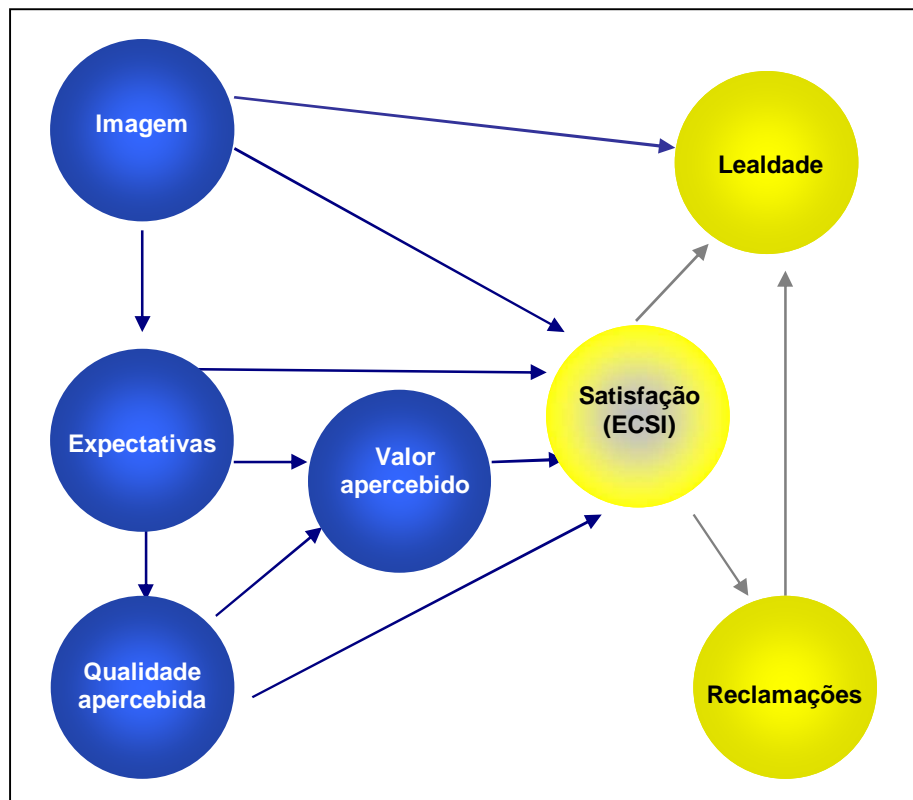 Imagem
Lealdade
Satisfação
(ECSI)
Expectativas
Valor
apercebido
Qualidade
apercebida
Reclamações